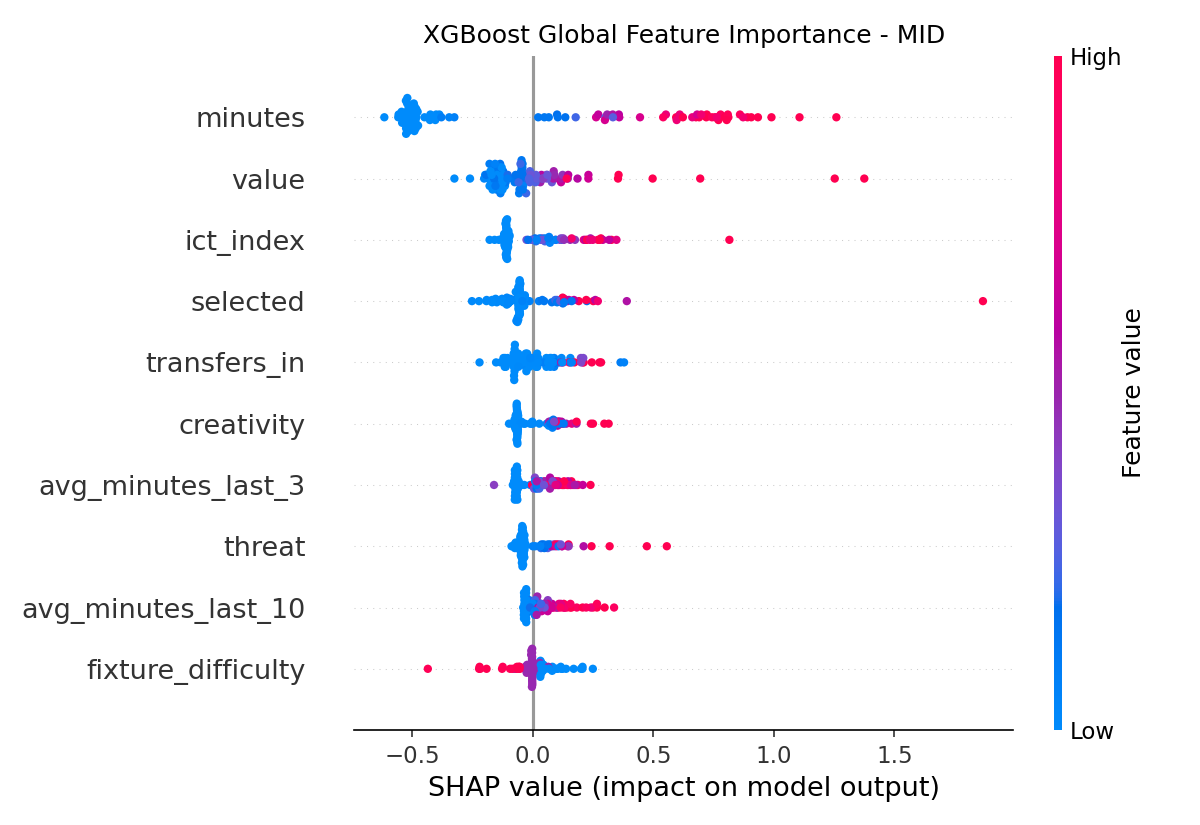 XGBoost Global Feature Importance - MID
High
minutes
value
ict_index
selected
transfers_in
creativity
avg_minutes_last_3
threat
avg_minutes_last_10
fixture_difficulty
Feature value
Low
−0.5 0.0 0.5 1.0 1.5
SHAP value (impact on model output)